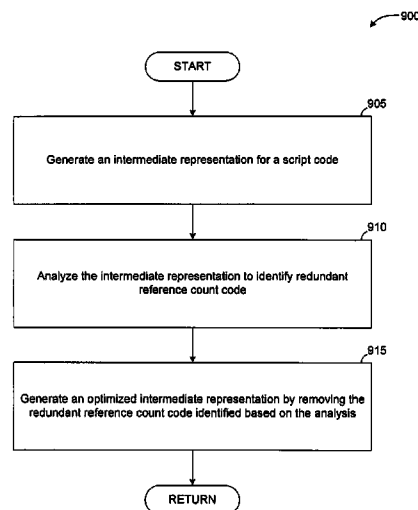 900
START
905
Generate an intermediate representation for a script code
910
Analyze the intermediate representation to identify redundant
reference count code
915
Generate an optimized intermediate representation by removing the
redundant reference count code identified based on the analysis
RETURN